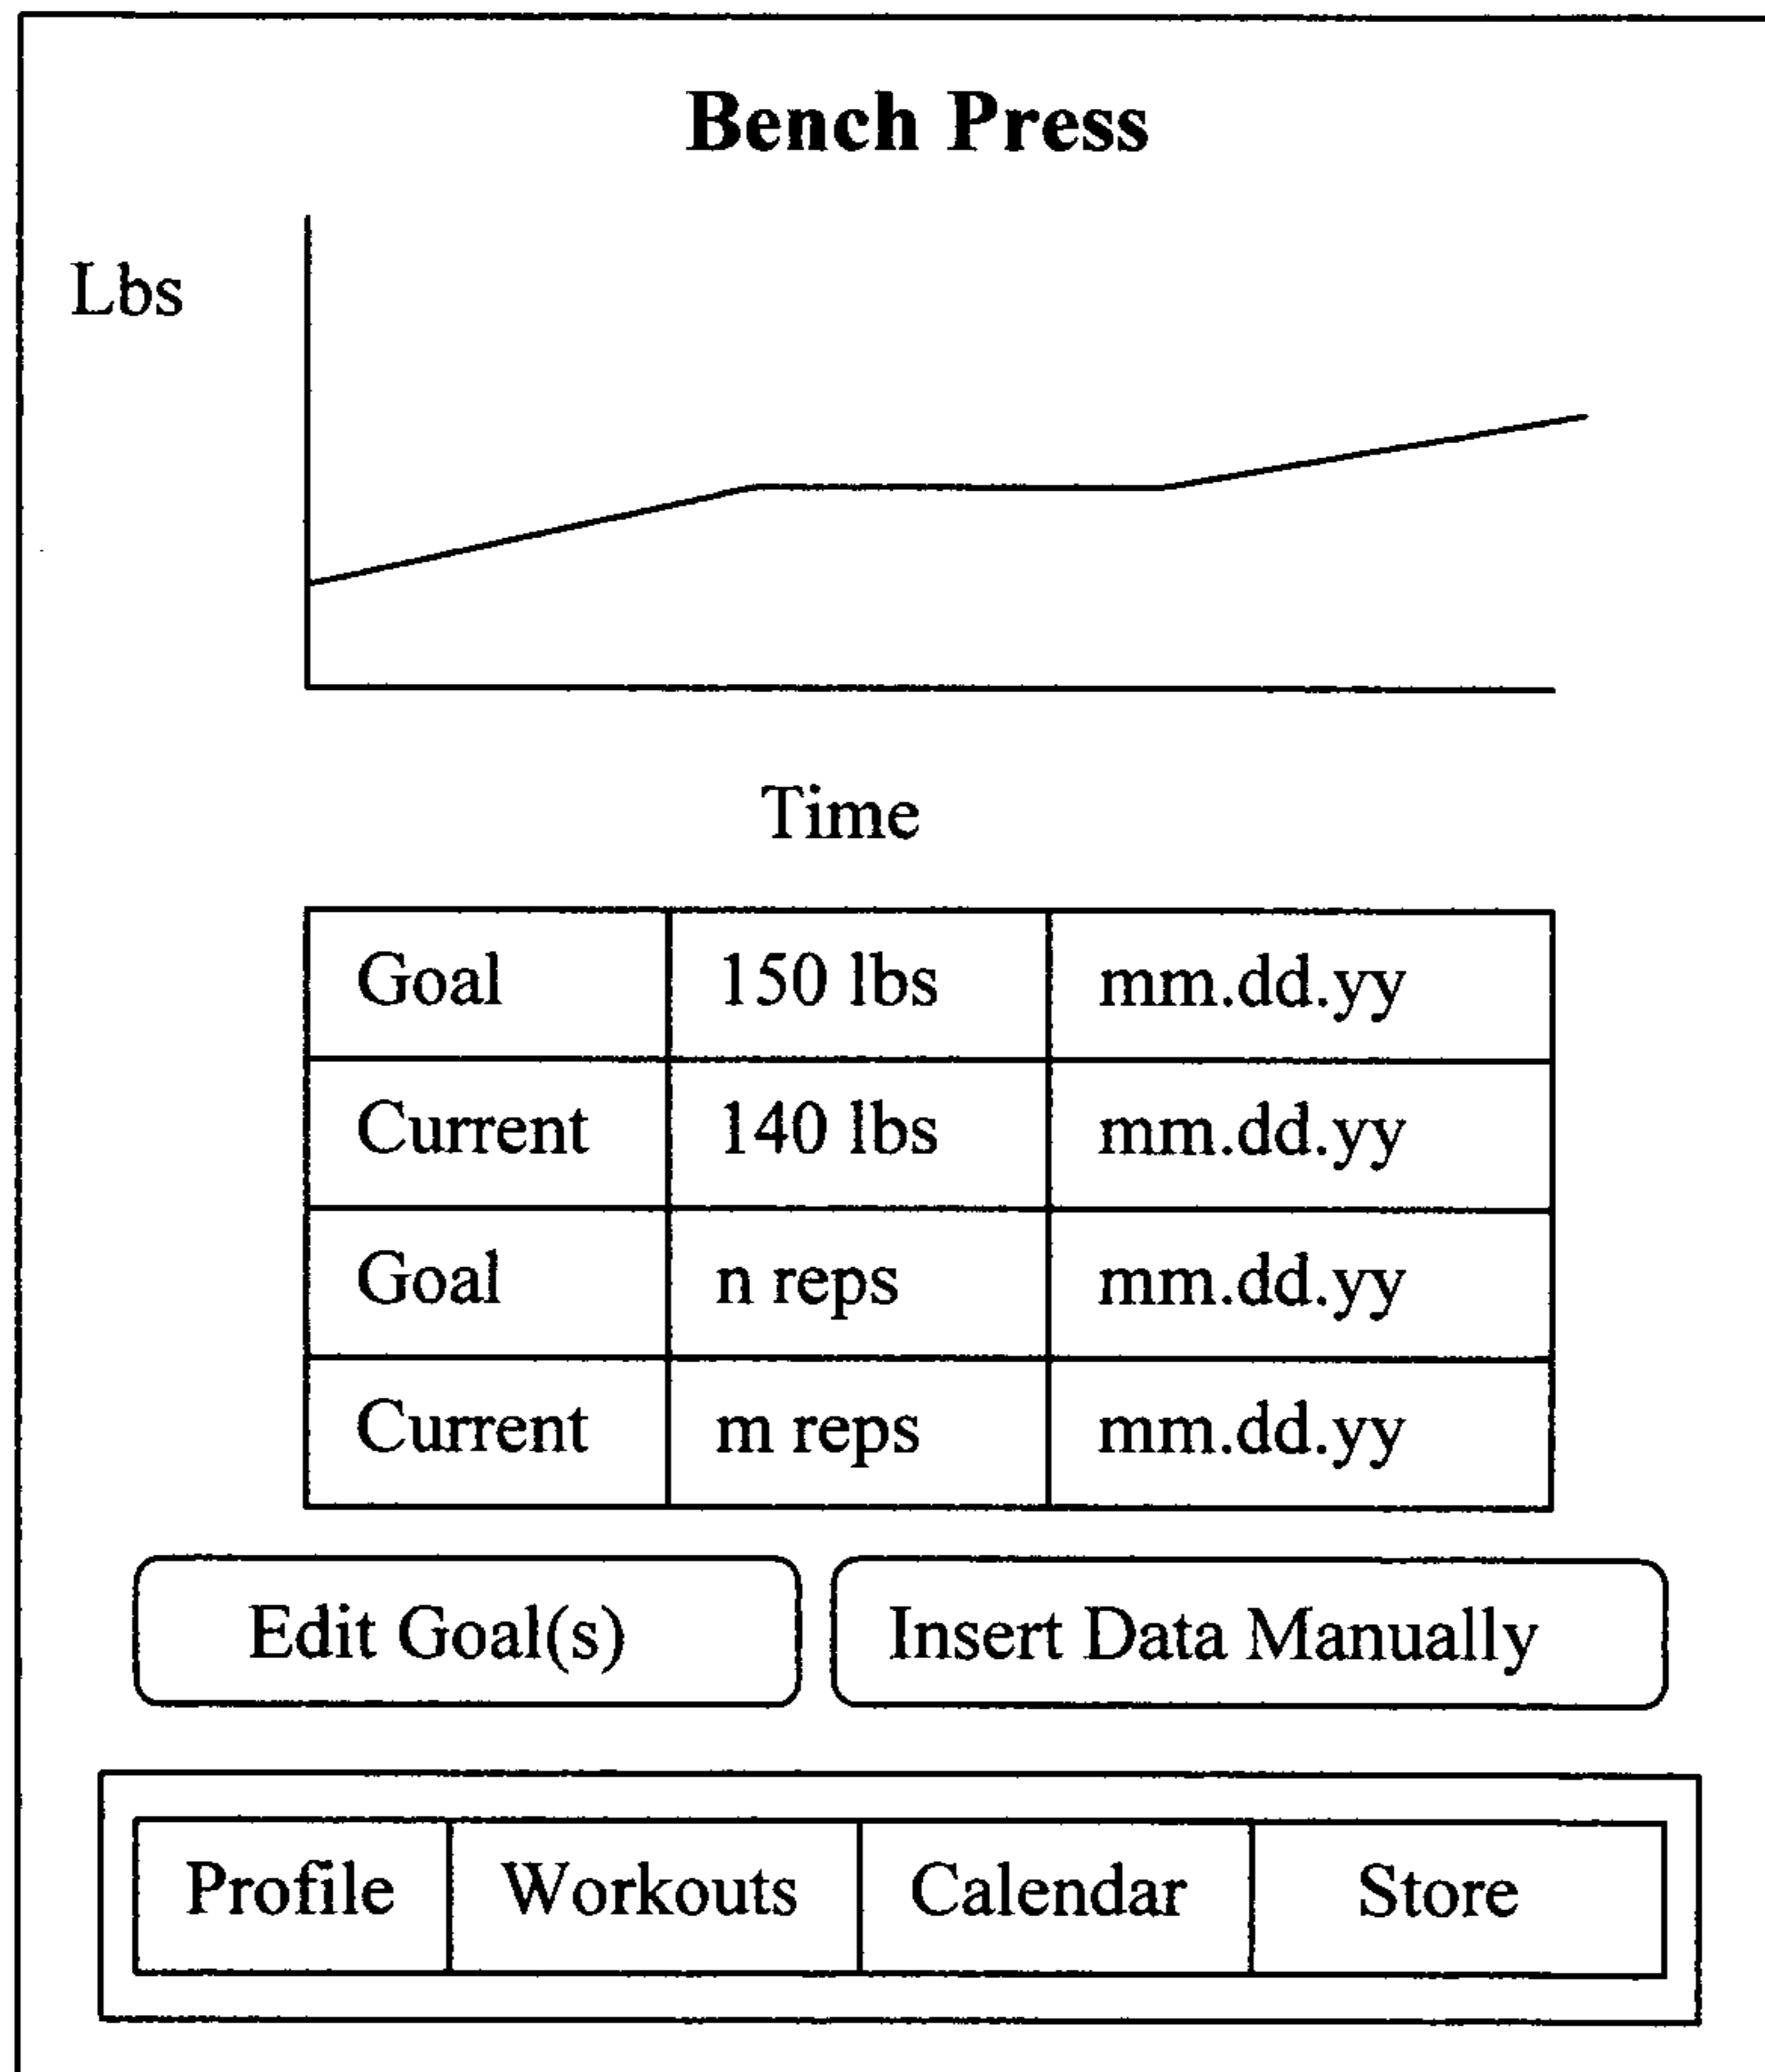 Bench Press
Lbs
Time
Goal 150 lbs mm.dd.yy
Current 140 lbs mm.dd.yy
Goal n reps mm.dd.yy
Current m reps mm.dd.yy
Edit Goal(s) Insert Data Manually
Profile Workouts Calendar Store